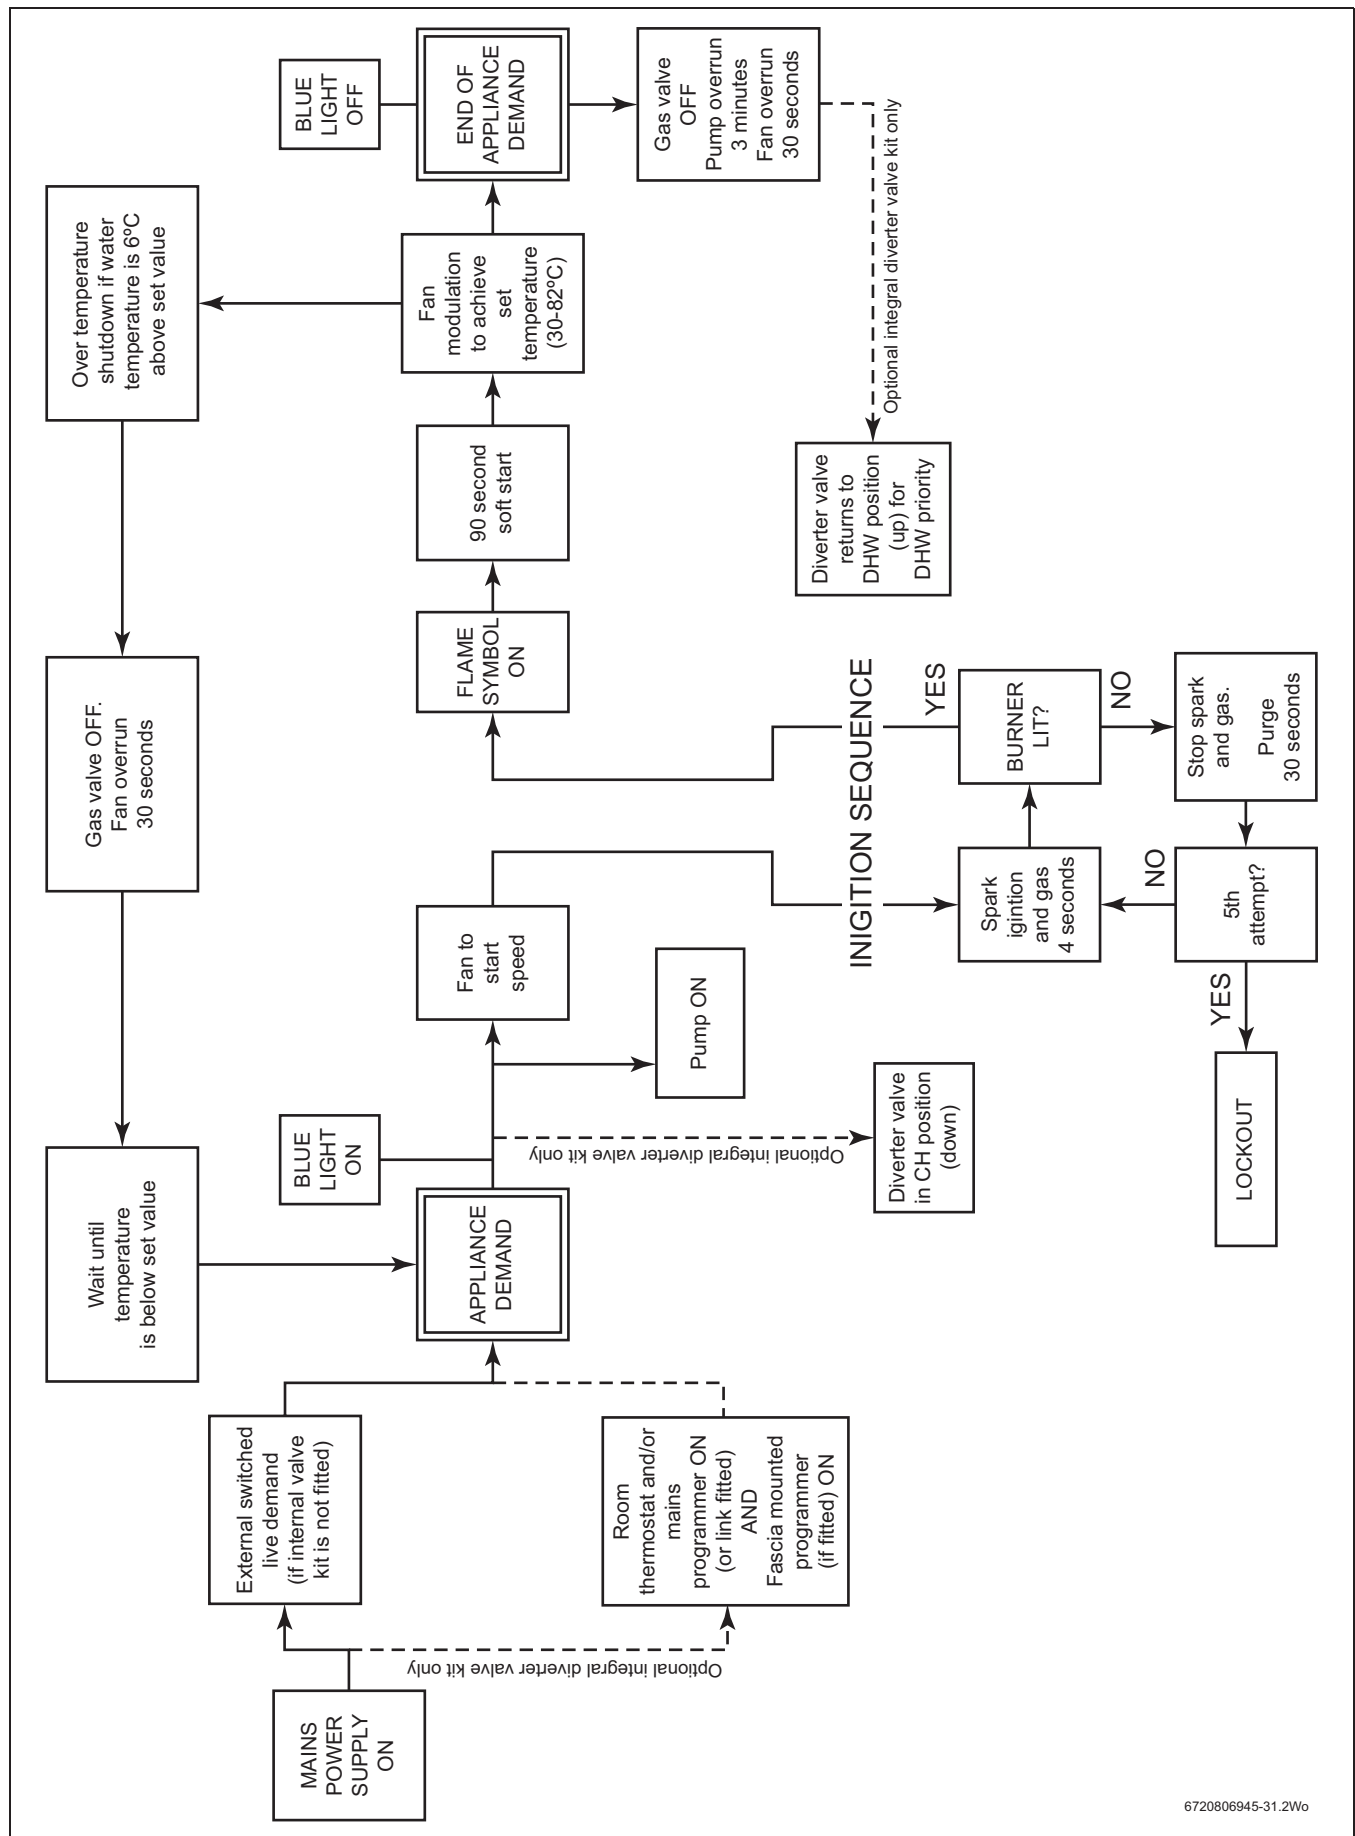 MAINS
POWER
SUPPLY
ON
Optional integral diverter valve kit only
External switched
live demand
(if internal valve
kit is not fitted)
Room
thermostat and/or
mains
programmer ON
(or link fitted)
AND
Fascia mounted
programmer
(if fitted) ON
Wait until
temperature
is below set value
APPLIANCE
DEMAND
BLUE
LIGHT
ON
Optional integral diverter valve kit only
Diverter valve
in CH position
(down)
Pump ON
Fan to
start
speed
INIGITION SEQUENCE
Spark
igintion
and gas
4 seconds
BURNER
LIT?
YES
NO
Stop spark
and gas.
Purge
30 seconds
5th
attempt?
NO
YES
LOCKOUT
FLAME
SYMBOL
ON
90 second
soft start
Fan
modulation
to achieve
set
temperature
(30-82ºC)
Over temperature
shutdown if water
temperature is 6ºC
above set value
Gas valve OFF.
Fan overrun
30 seconds
END OF
APPLIANCE
DEMAND
BLUE
LIGHT
OFF
Gas valve
OFF
Pump overrun
3 minutes
Fan overrun
30 seconds
Optional integral diverter valve kit only
Diverter valve
returns to
DHW position
(up) for
DHW priority
6720806945-31.2Wo